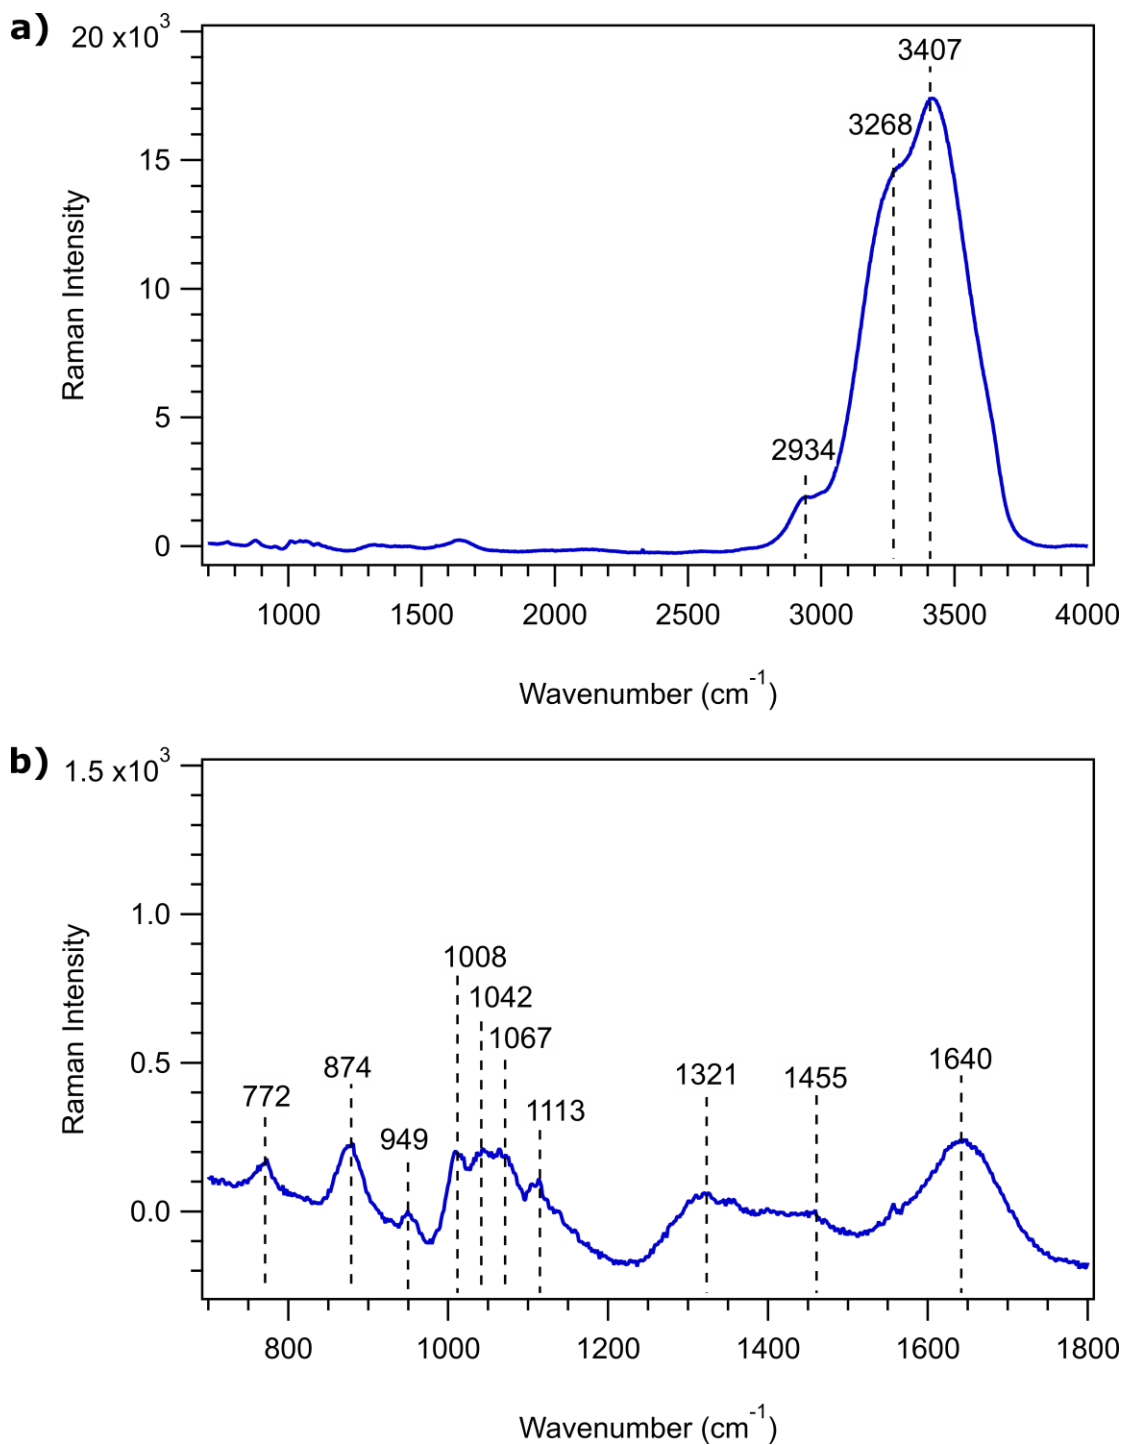 a)
20 x10³
3407
3268
15
Raman Intensity
10
5
2934
0
1000 1500 2000 2500 3000 3500 4000
Wavenumber (cm⁻¹)
b)
1.5 x10³
1.0
1008
1042
1067
Raman Intensity
0.5
772 874 949 1113 1321 1455 1640
0.0
800 1000 1200 1400 1600 1800
Wavenumber (cm⁻¹)